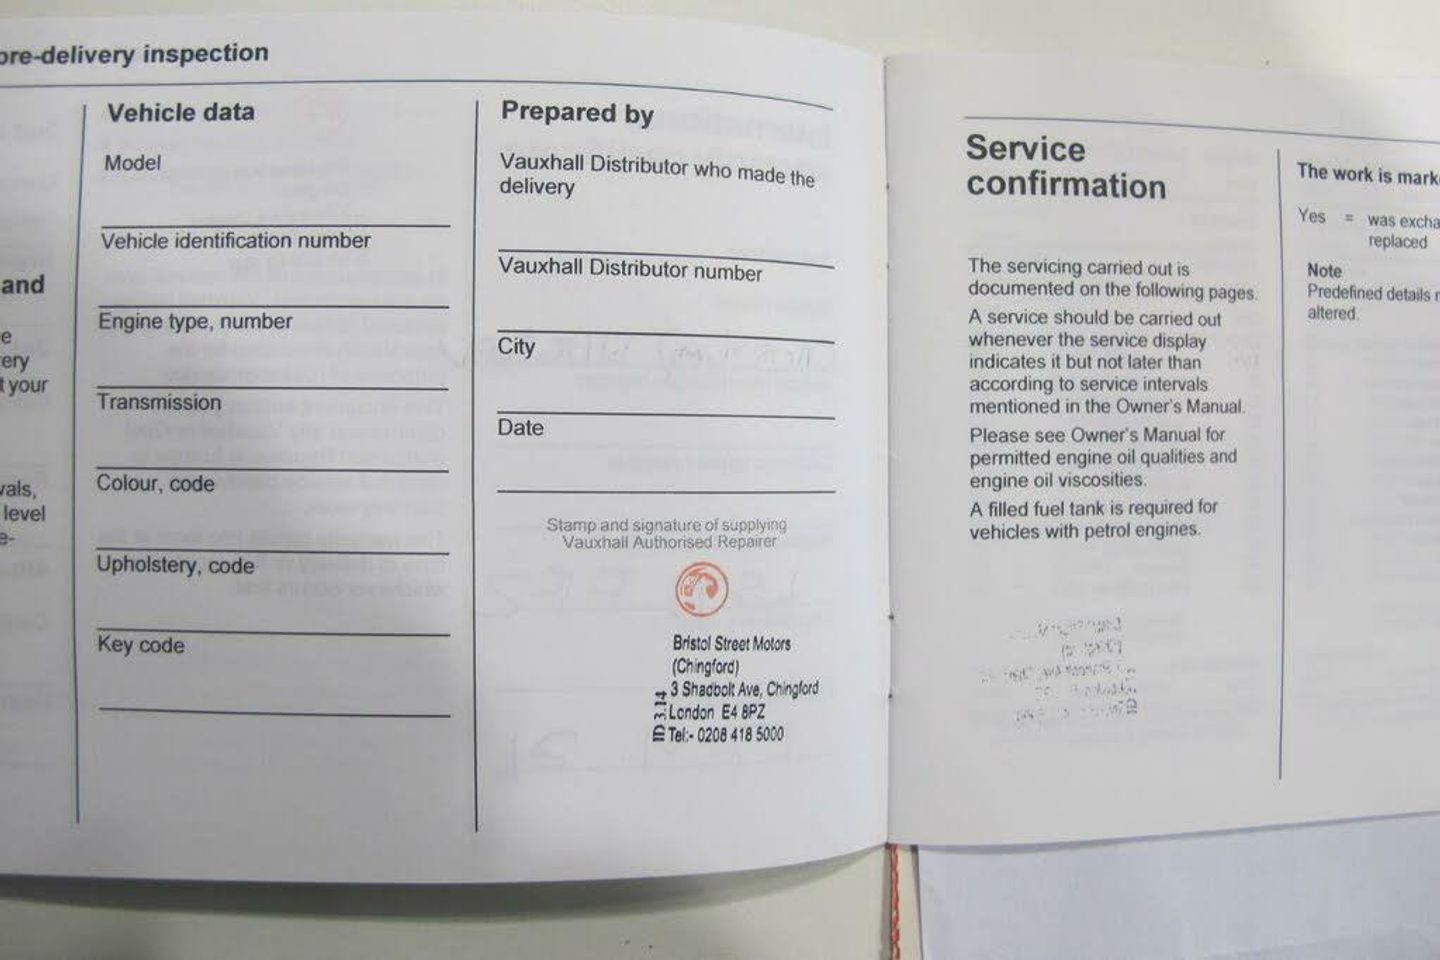 pre-delivery inspection
and
e
ery
t your
vals,
level
e-
Vehicle data
Model
Vehicle identification number
Engine type, number
Transmission
Colour, code
Upholstery, code
Key code
Prepared by
Vauxhall Distributor who made the
delivery
Vauxhall Distributor number
City
Date
Stamp and signature of supplying
Vauxhall Authorised Repairer
Bristol Street Motors
(Chingford)
3 Shadbolt Ave, Chingford
London E4 8PZ
Tel:- 0208 418 5000
Service
confirmation
The servicing carried out is
documented on the following pages.
A service should be carried out
whenever the service display
indicates it but not later than
according to service intervals
mentioned in the Owner's Manual.
Please see Owner's Manual for
permitted engine oil qualities and
engine oil viscosities.
A filled fuel tank is required for
vehicles with petrol engines.
The work is mark
Yes = was excha
replaced
Note
Predefined details
altered.